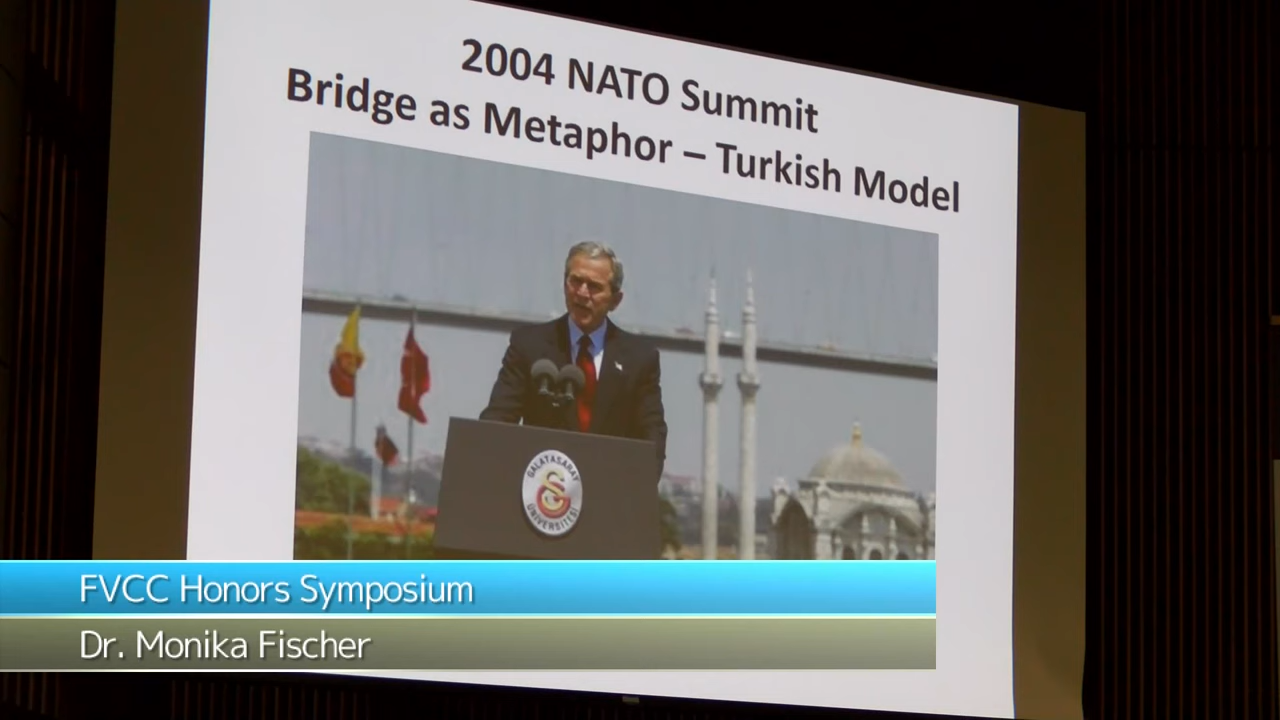 2004 NATO Summit
Bridge as Metaphor – Turkish Model
GALATASARAY
ÜNİVERSİTESİ
FVCC Honors Symposium
Dr. Monika Fischer